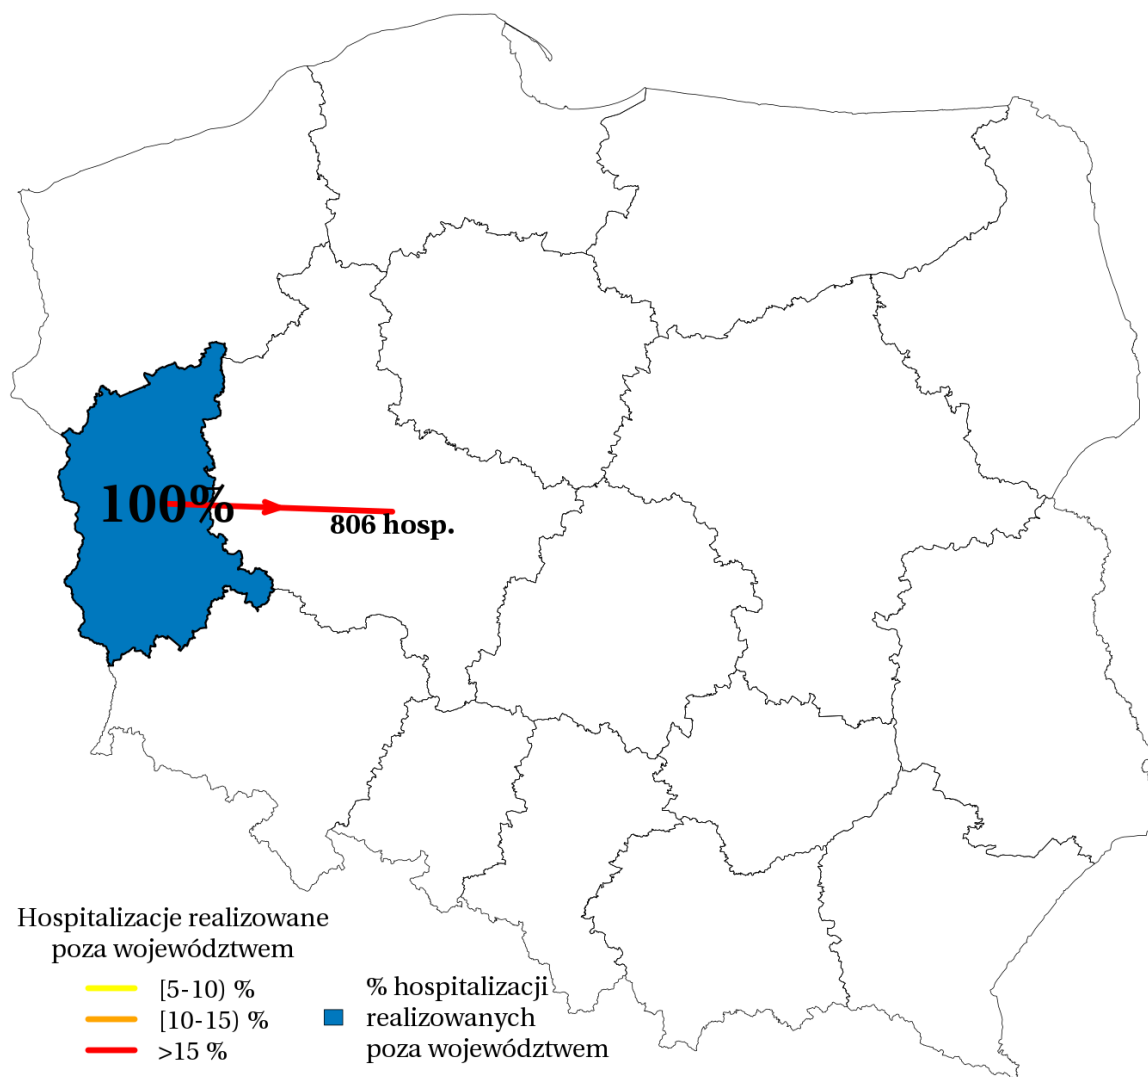 100%
806 hosp.
Hospitalizacje realizowane
poza województwem
[5-10) %
[10-15) %
>15 %
% hospitalizacji
realizowanych
poza województwem